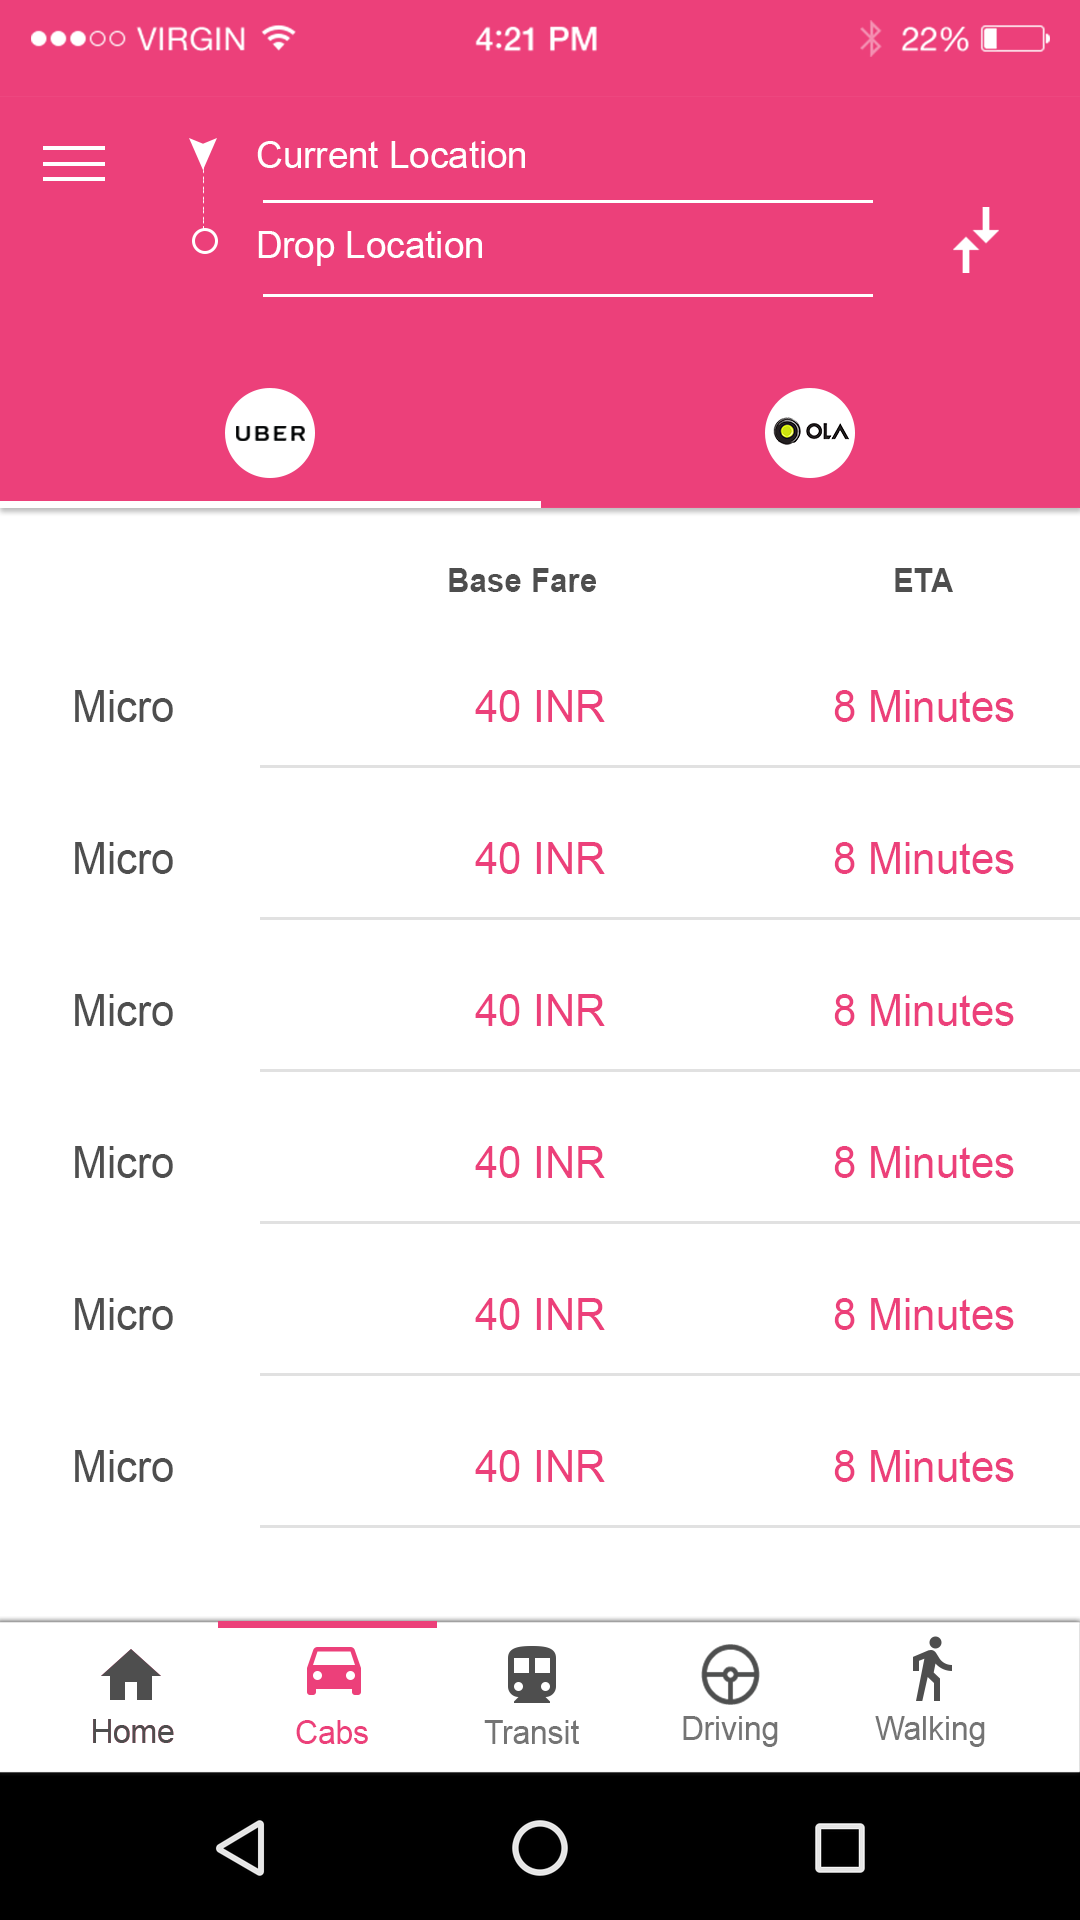 VIRGIN 4:21 PM 22%
Current Location
Drop Location
UBER OLA
Base Fare ETA
Micro 40 INR 8 Minutes
Micro 40 INR 8 Minutes
Micro 40 INR 8 Minutes
Micro 40 INR 8 Minutes
Micro 40 INR 8 Minutes
Micro 40 INR 8 Minutes
Home Cabs Transit Driving Walking